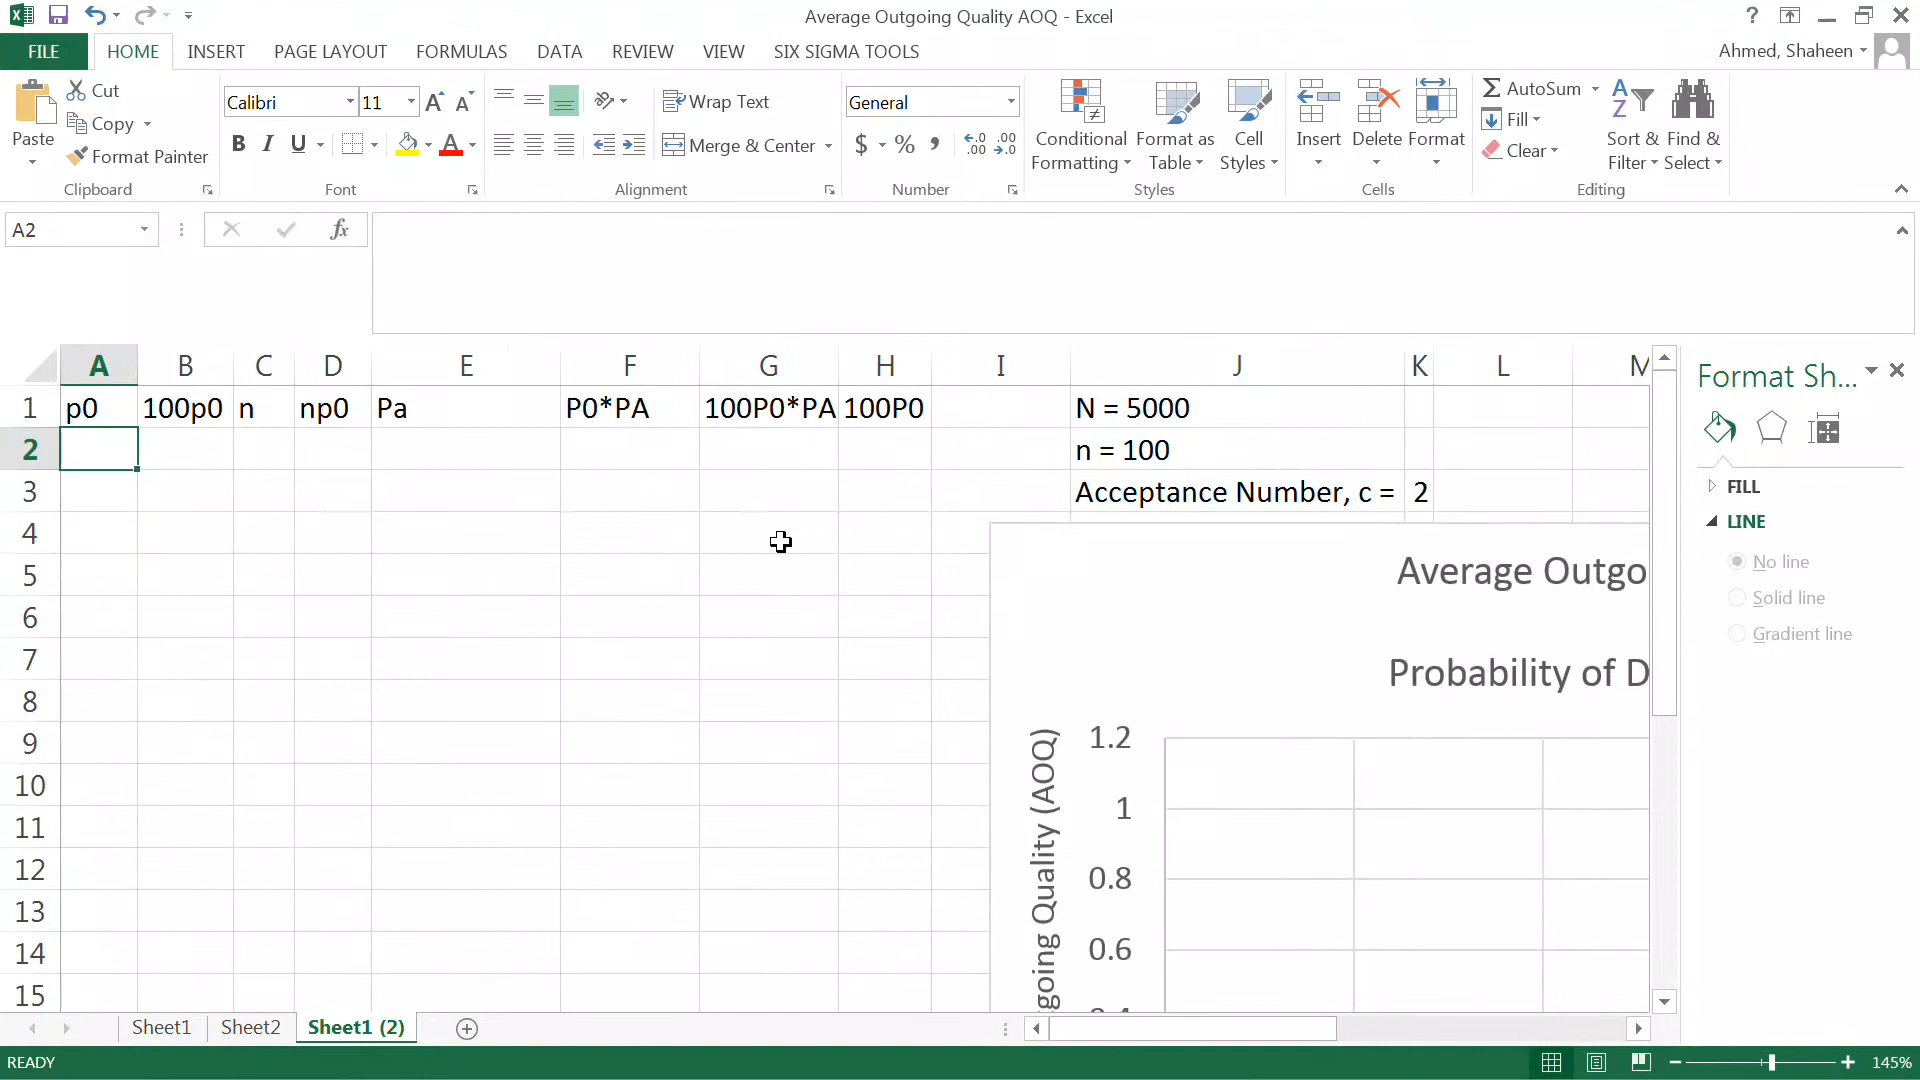 Average Outgoing Quality AOQ - Excel
?
FILE HOME INSERT PAGE LAYOUT FORMULAS DATA REVIEW VIEW SIX SIGMA TOOLS Ahmed, Shaheen
Paste
Cut
Copy
Format Painter
Clipboard
Calibri 11
B I U
Font
Wrap Text
Merge & Center
Alignment
General
$ % , .00 .00
Number
Conditional Formatting
Format as Table
Cell Styles
Styles
Insert Delete Format
Cells
AutoSum
Fill
Clear
Sort & Filter
Find & Select
Editing
A2 fx
A B C D E F G H I J K L M
1 p0 100p0 n np0 Pa P0*PA 100P0*PA 100P0 N = 5000
2 n = 100
3 Acceptance Number, c = 2
4
5
6
7
8
9
10
11
12
13
14
15
Average Outgo
Probability of D
going Quality (AOQ)
1.2
1
0.8
0.6
0.4
Format Sh...
FILL
LINE
No line
Solid line
Gradient line
Sheet1 Sheet2 Sheet1 (2)
READY 145%